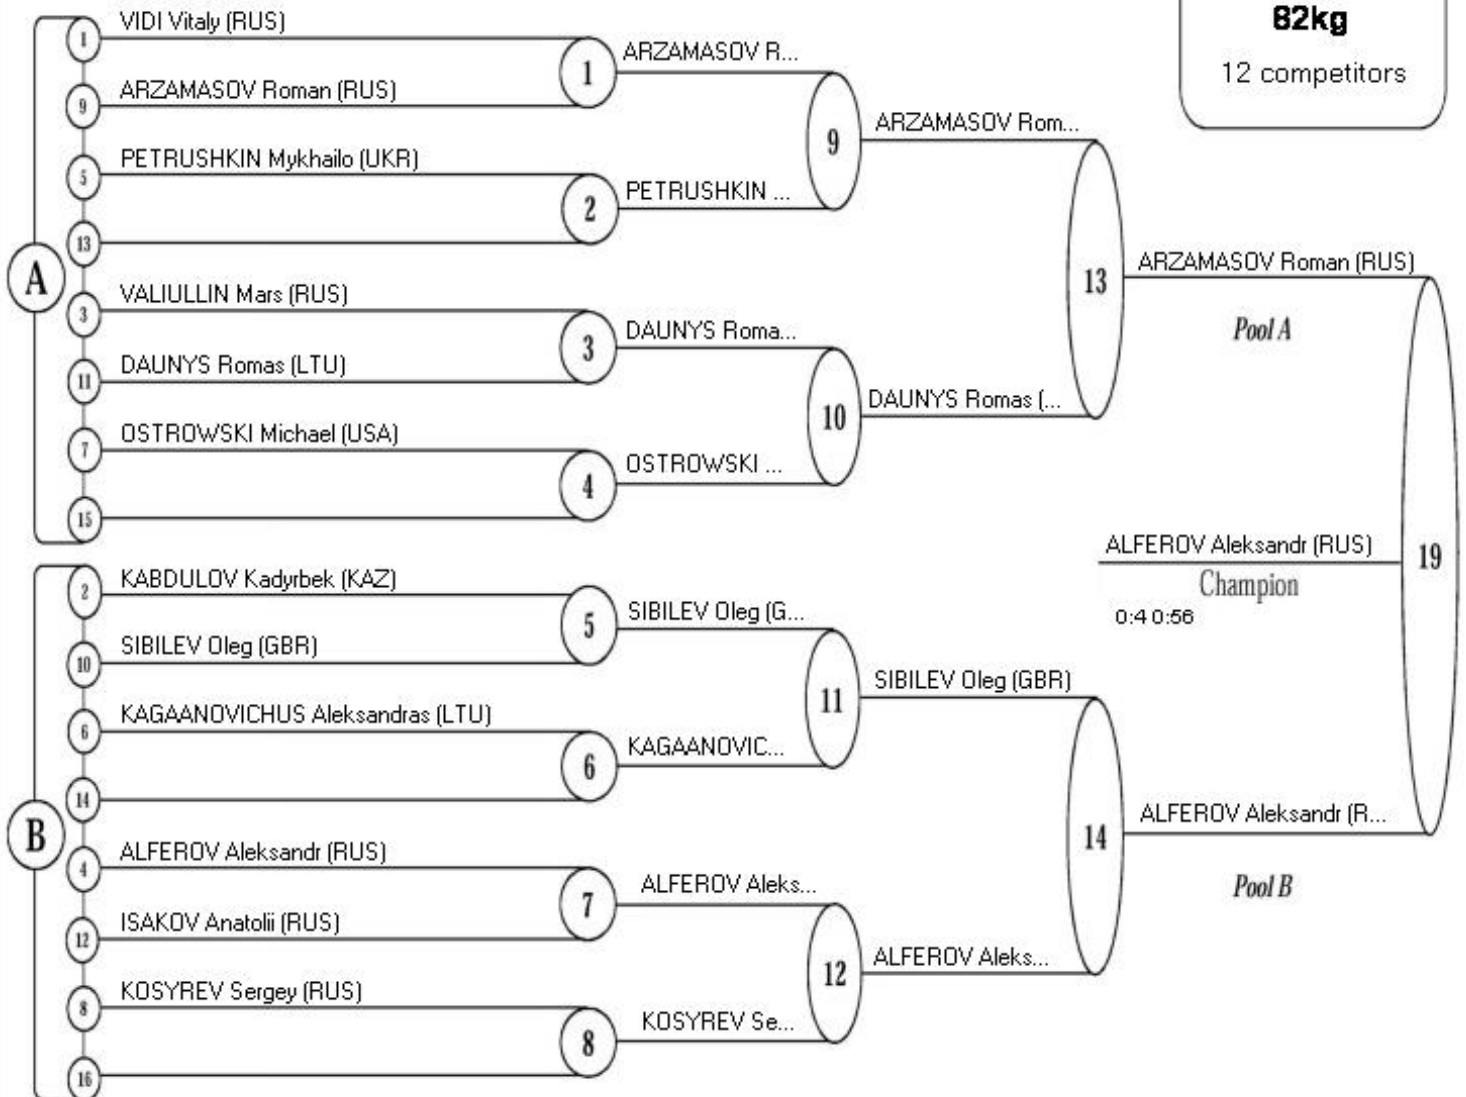 82kg
12 competitors
A
1
VIDI Vitaly (RUS)
9
ARZAMASOV Roman (RUS)
1
ARZAMASOV R...
5
PETRUSHKIN Mykhailo (UKR)
13
2
PETRUSHKIN ...
9
ARZAMASOV Rom...
3
VALIULLIN Mars (RUS)
11
DAUNYS Romas (LTU)
3
DAUNYS Roma...
7
OSTROWSKI Michael (USA)
15
4
OSTROWSKI ...
10
DAUNYS Romas (...
13
ARZAMASOV Roman (RUS)
Pool A
B
2
KABDULOV Kadyrbek (KAZ)
10
SIBILEV Oleg (GBR)
5
SIBILEV Oleg (G...
6
KAGAANOVICHUS Aleksandras (LTU)
14
6
KAGAANOVIC...
11
SIBILEV Oleg (GBR)
4
ALFEROV Aleksandr (RUS)
12
ISAKOV Anatolii (RUS)
7
ALFEROV Aleks...
8
KOSYREV Sergey (RUS)
16
8
KOSYREV Se...
12
ALFEROV Aleks...
14
ALFEROV Aleksandr (R...
Pool B
19
ALFEROV Aleksandr (RUS)
Champion
0:4 0:56